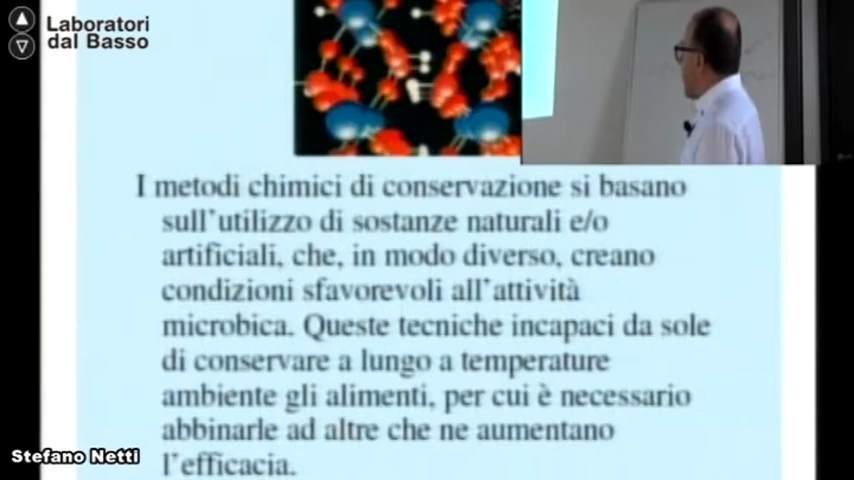 Laboratori
dal Basso
I metodi chimici di conservazione si basano
sull'utilizzo di sostanze naturali e/o
artificiali, che, in modo diverso, creano
condizioni sfavorevoli all'attività
microbica. Queste tecniche incapaci da sole
di conservare a lungo a temperature
ambiente gli alimenti, per cui è necessario
abbinarle ad altre che ne aumentano
l'efficacia.
Stefano Netti